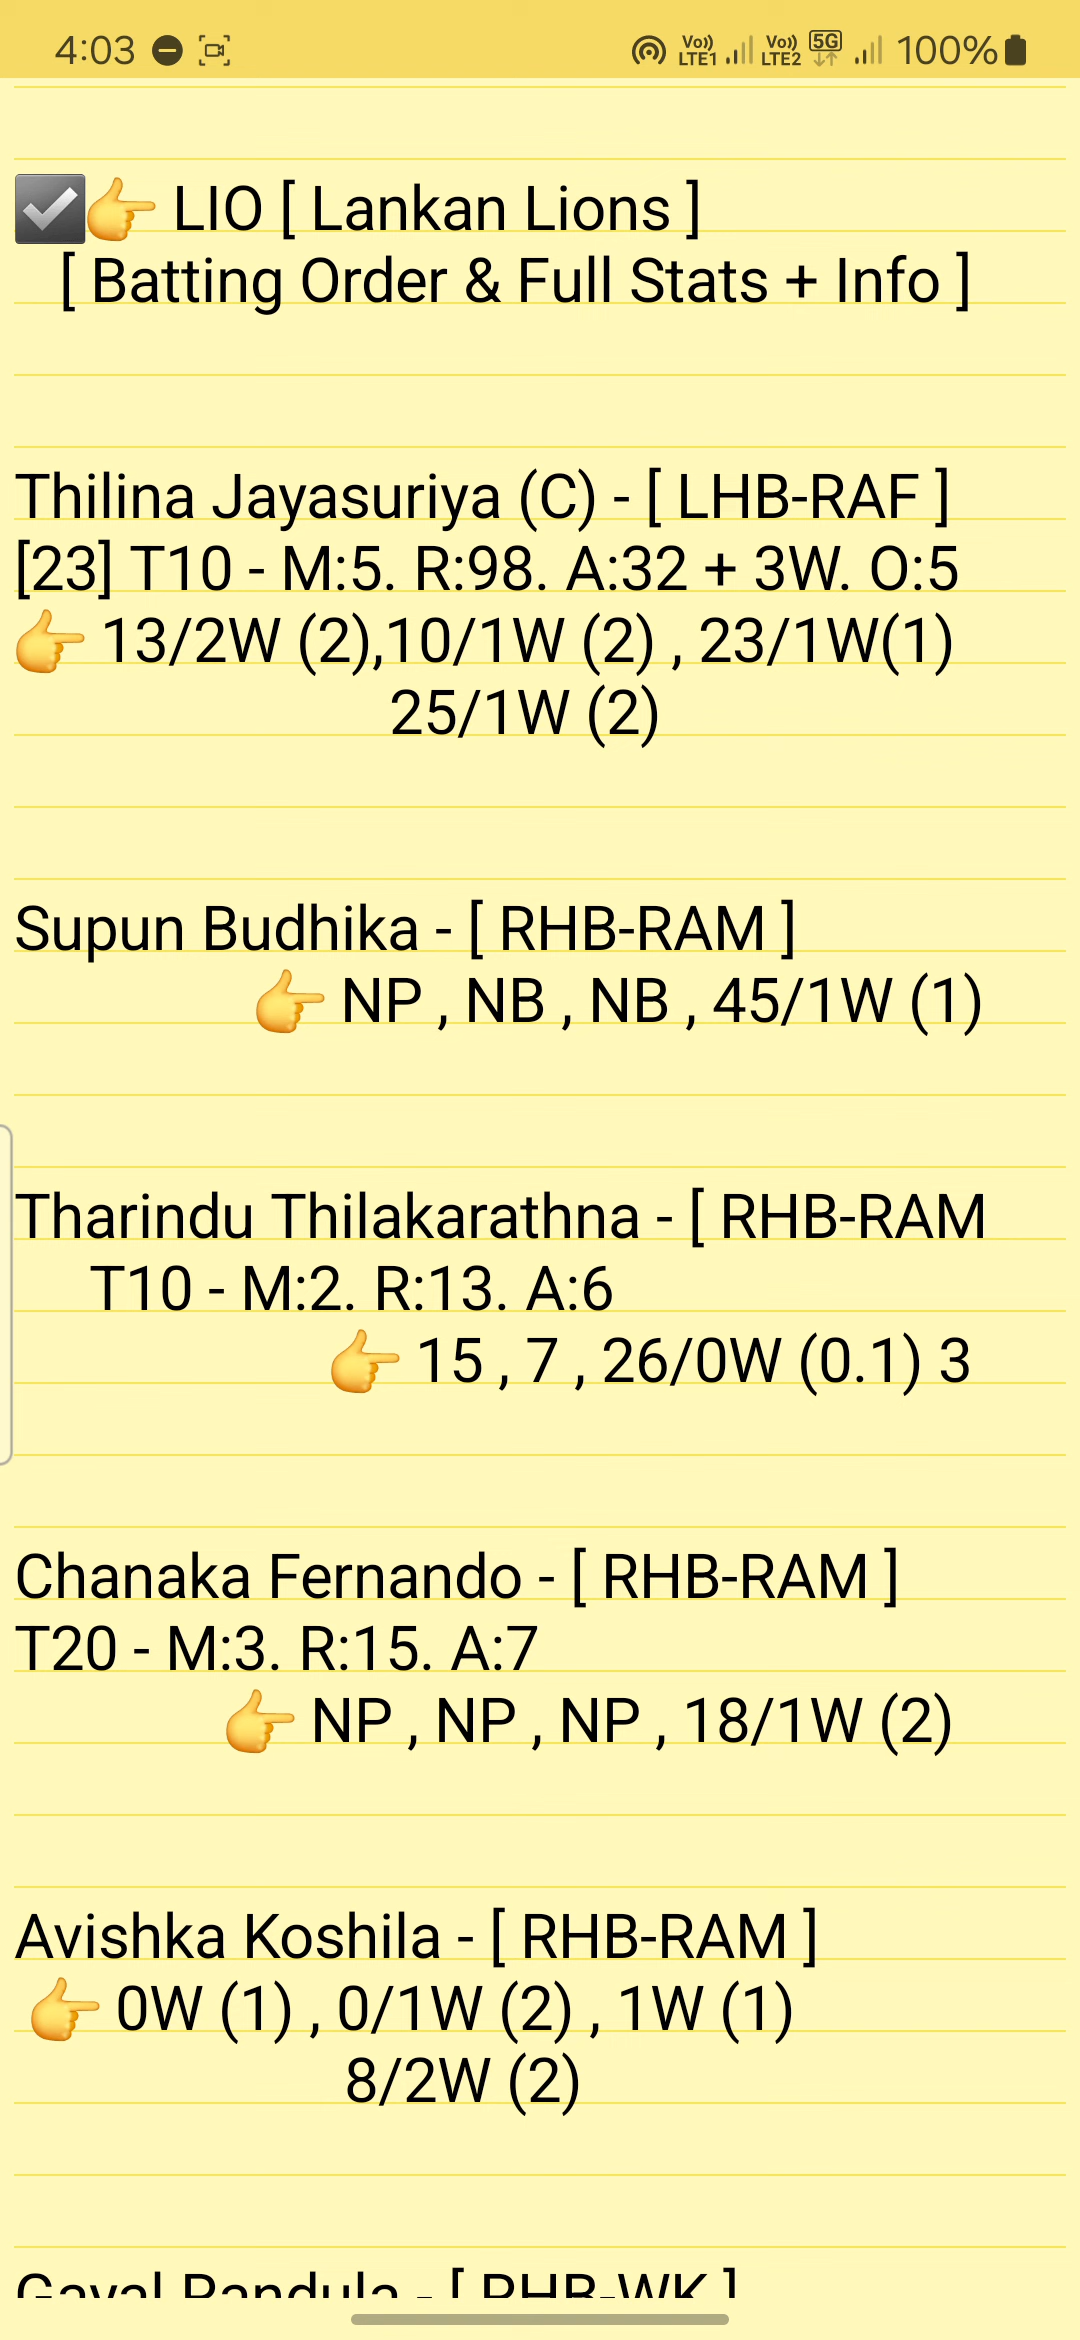 4:03
Vo)) LTE1 Vo)) LTE2 5G 100%
☑👉 LIO [ Lankan Lions ]
[ Batting Order & Full Stats + Info ]
Thilina Jayasuriya (C) - [ LHB-RAF ]
[23] T10 - M:5. R:98. A:32 + 3W. O:5
👉 13/2W (2),10/1W (2) , 23/1W(1)
25/1W (2)
Supun Budhika - [ RHB-RAM ]
👉 NP , NB , NB , 45/1W (1)
Tharindu Thilakarathna - [ RHB-RAM
T10 - M:2. R:13. A:6
👉 15 , 7 , 26/0W (0.1) 3
Chanaka Fernando - [ RHB-RAM ]
T20 - M:3. R:15. A:7
👉 NP , NP , NP , 18/1W (2)
Avishka Koshila - [ RHB-RAM ]
👉 0W (1) , 0/1W (2) , 1W (1)
8/2W (2)
- [ RHB-WK ]